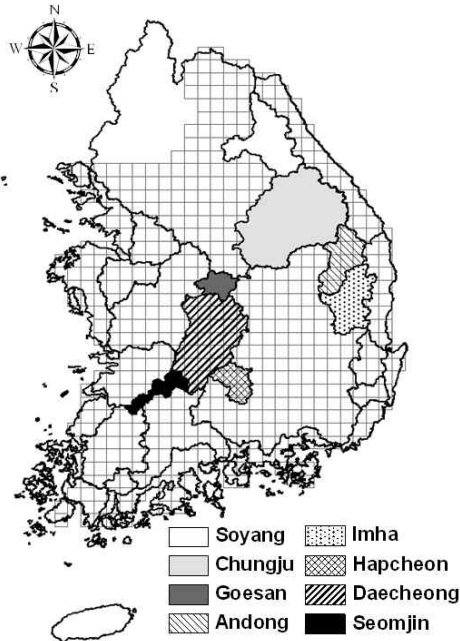 N
W E
S
Soyang Imha
Chungju Hapcheon
Goesan Daecheong
Andong Seomjin